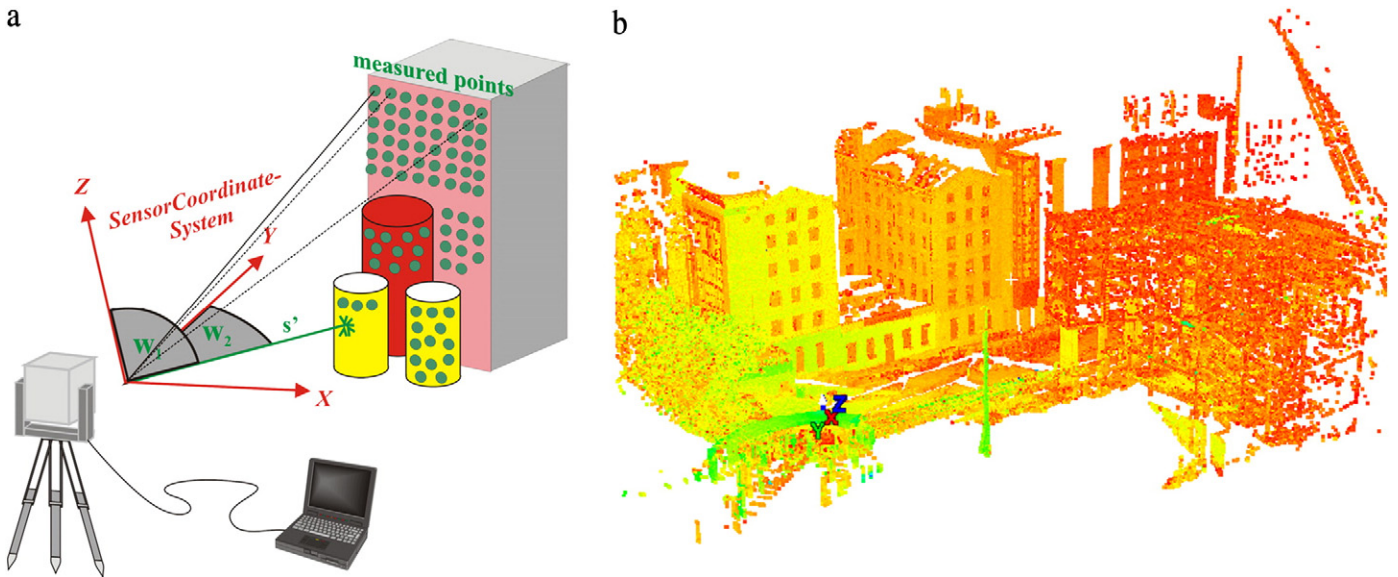 a
measured points
Z
SensorCoordinate-
System
Y
W1
W2
s'
X
b
Z
X
Y